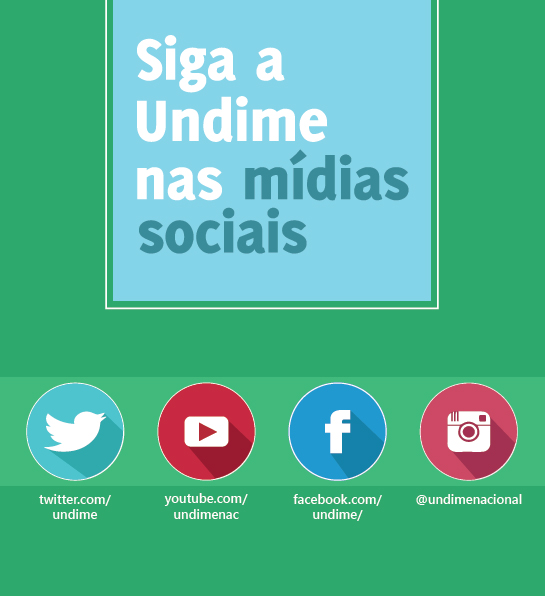 Siga a
Undime
nas mídias
sociais
twitter.com/
undime
youtube.com/
undimenac
facebook.com/
undime/
@undimenacional